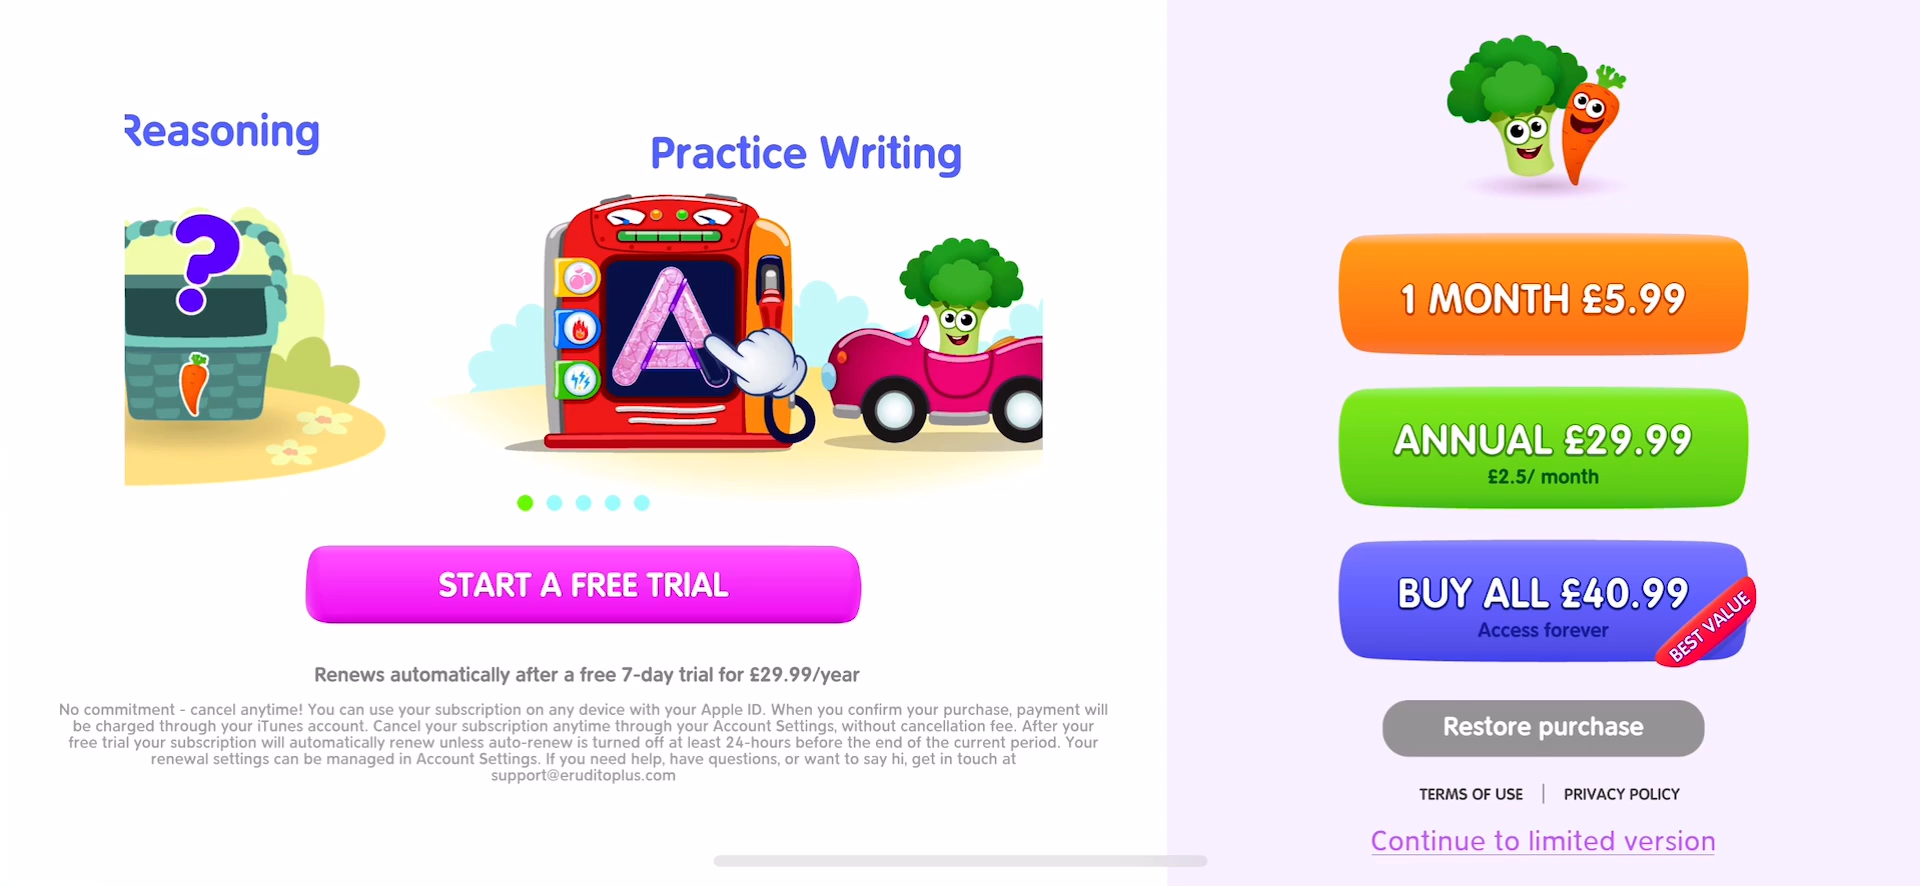 Reasoning
Practice Writing
A
START A FREE TRIAL
Renews automatically after a free 7-day trial for £29.99/year
No commitment - cancel anytime! You can use your subscription on any device with your Apple ID. When you confirm your purchase, payment will
be charged through your iTunes account. Cancel your subscription anytime through your Account Settings, without cancellation fee. After your
free trial your subscription will automatically renew unless auto-renew is turned off at least 24-hours before the end of the current period. Your
renewal settings can be managed in Account Settings. If you need help, have questions, or want to say hi, get in touch at
support@eruditoplus.com
1 MONTH £5.99
ANNUAL £29.99
£2.5/ month
BUY ALL £40.99
Access forever
BEST VALUE
Restore purchase
TERMS OF USE | PRIVACY POLICY
Continue to limited version